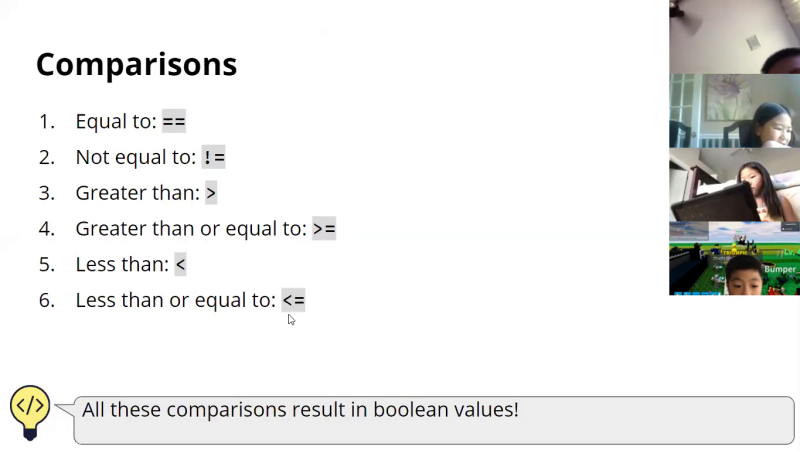 Comparisons
1. Equal to: ==
2. Not equal to: !=
3. Greater than: >
4. Greater than or equal to: >=
5. Less than: <
6. Less than or equal to: <=
</>
All these comparisons result in boolean values!
TRIUMPH
Bumper